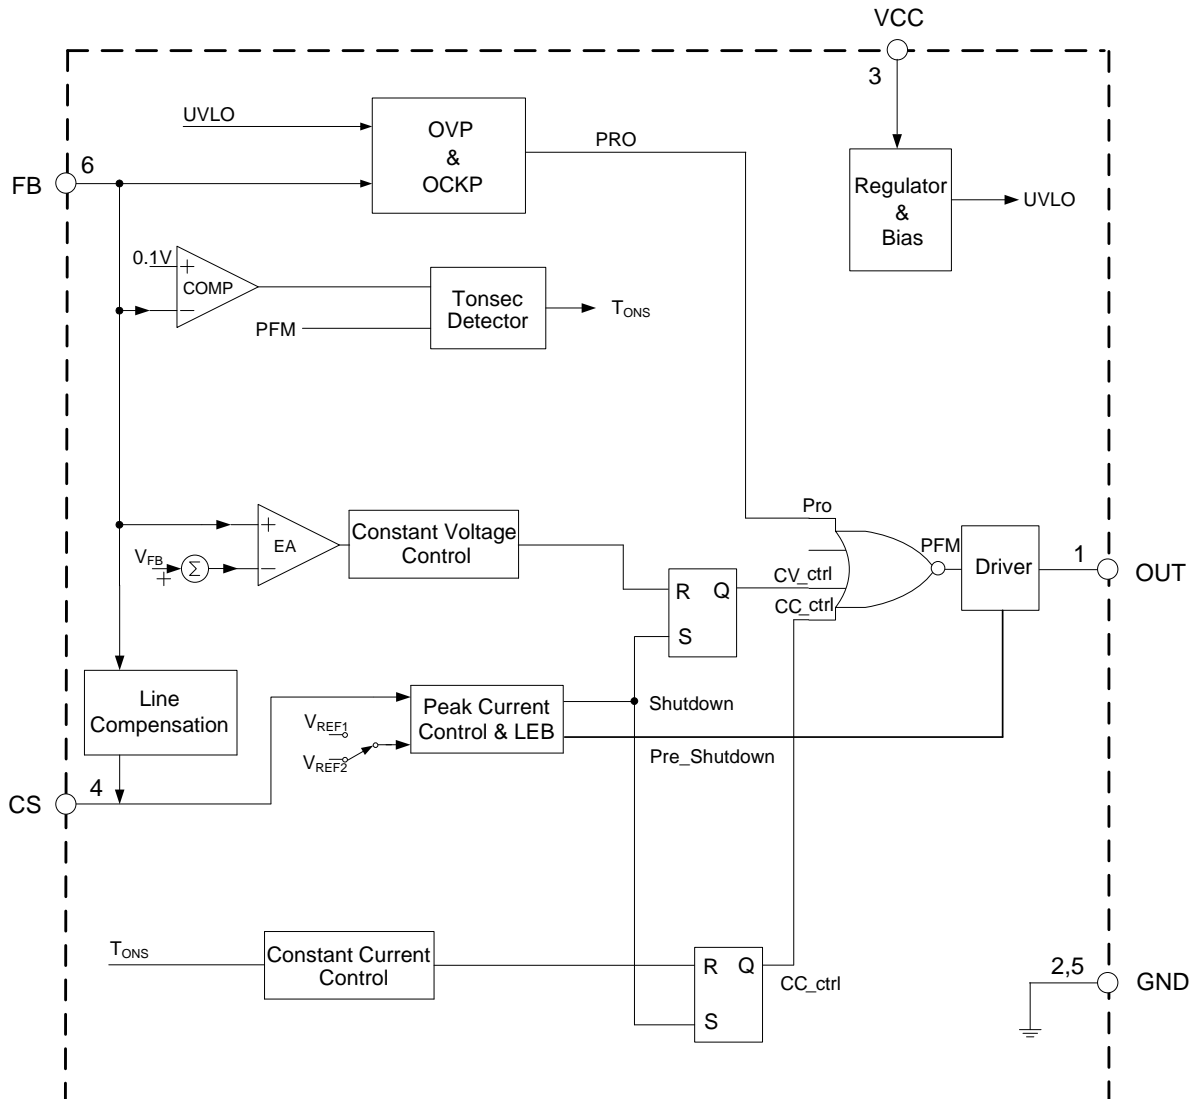 VCC
3
UVLO
OVP
&
OCKP
PRO
6
FB
Regulator
&
Bias
UVLO
0.1V
+
COMP
−
PFM
Tonsec
Detector
TONS
Pro
+
EA
−
VFB
+
Σ
Constant Voltage
Control
R Q
S
CV_ctrl
CC_ctrl
PFM
Driver
1
OUT
Line
Compensation
VREF1
VREF2
Peak Current
Control & LEB
Shutdown
Pre_Shutdown
4
CS
TONS
Constant Current
Control
R Q
S
CC_ctrl
2,5
GND